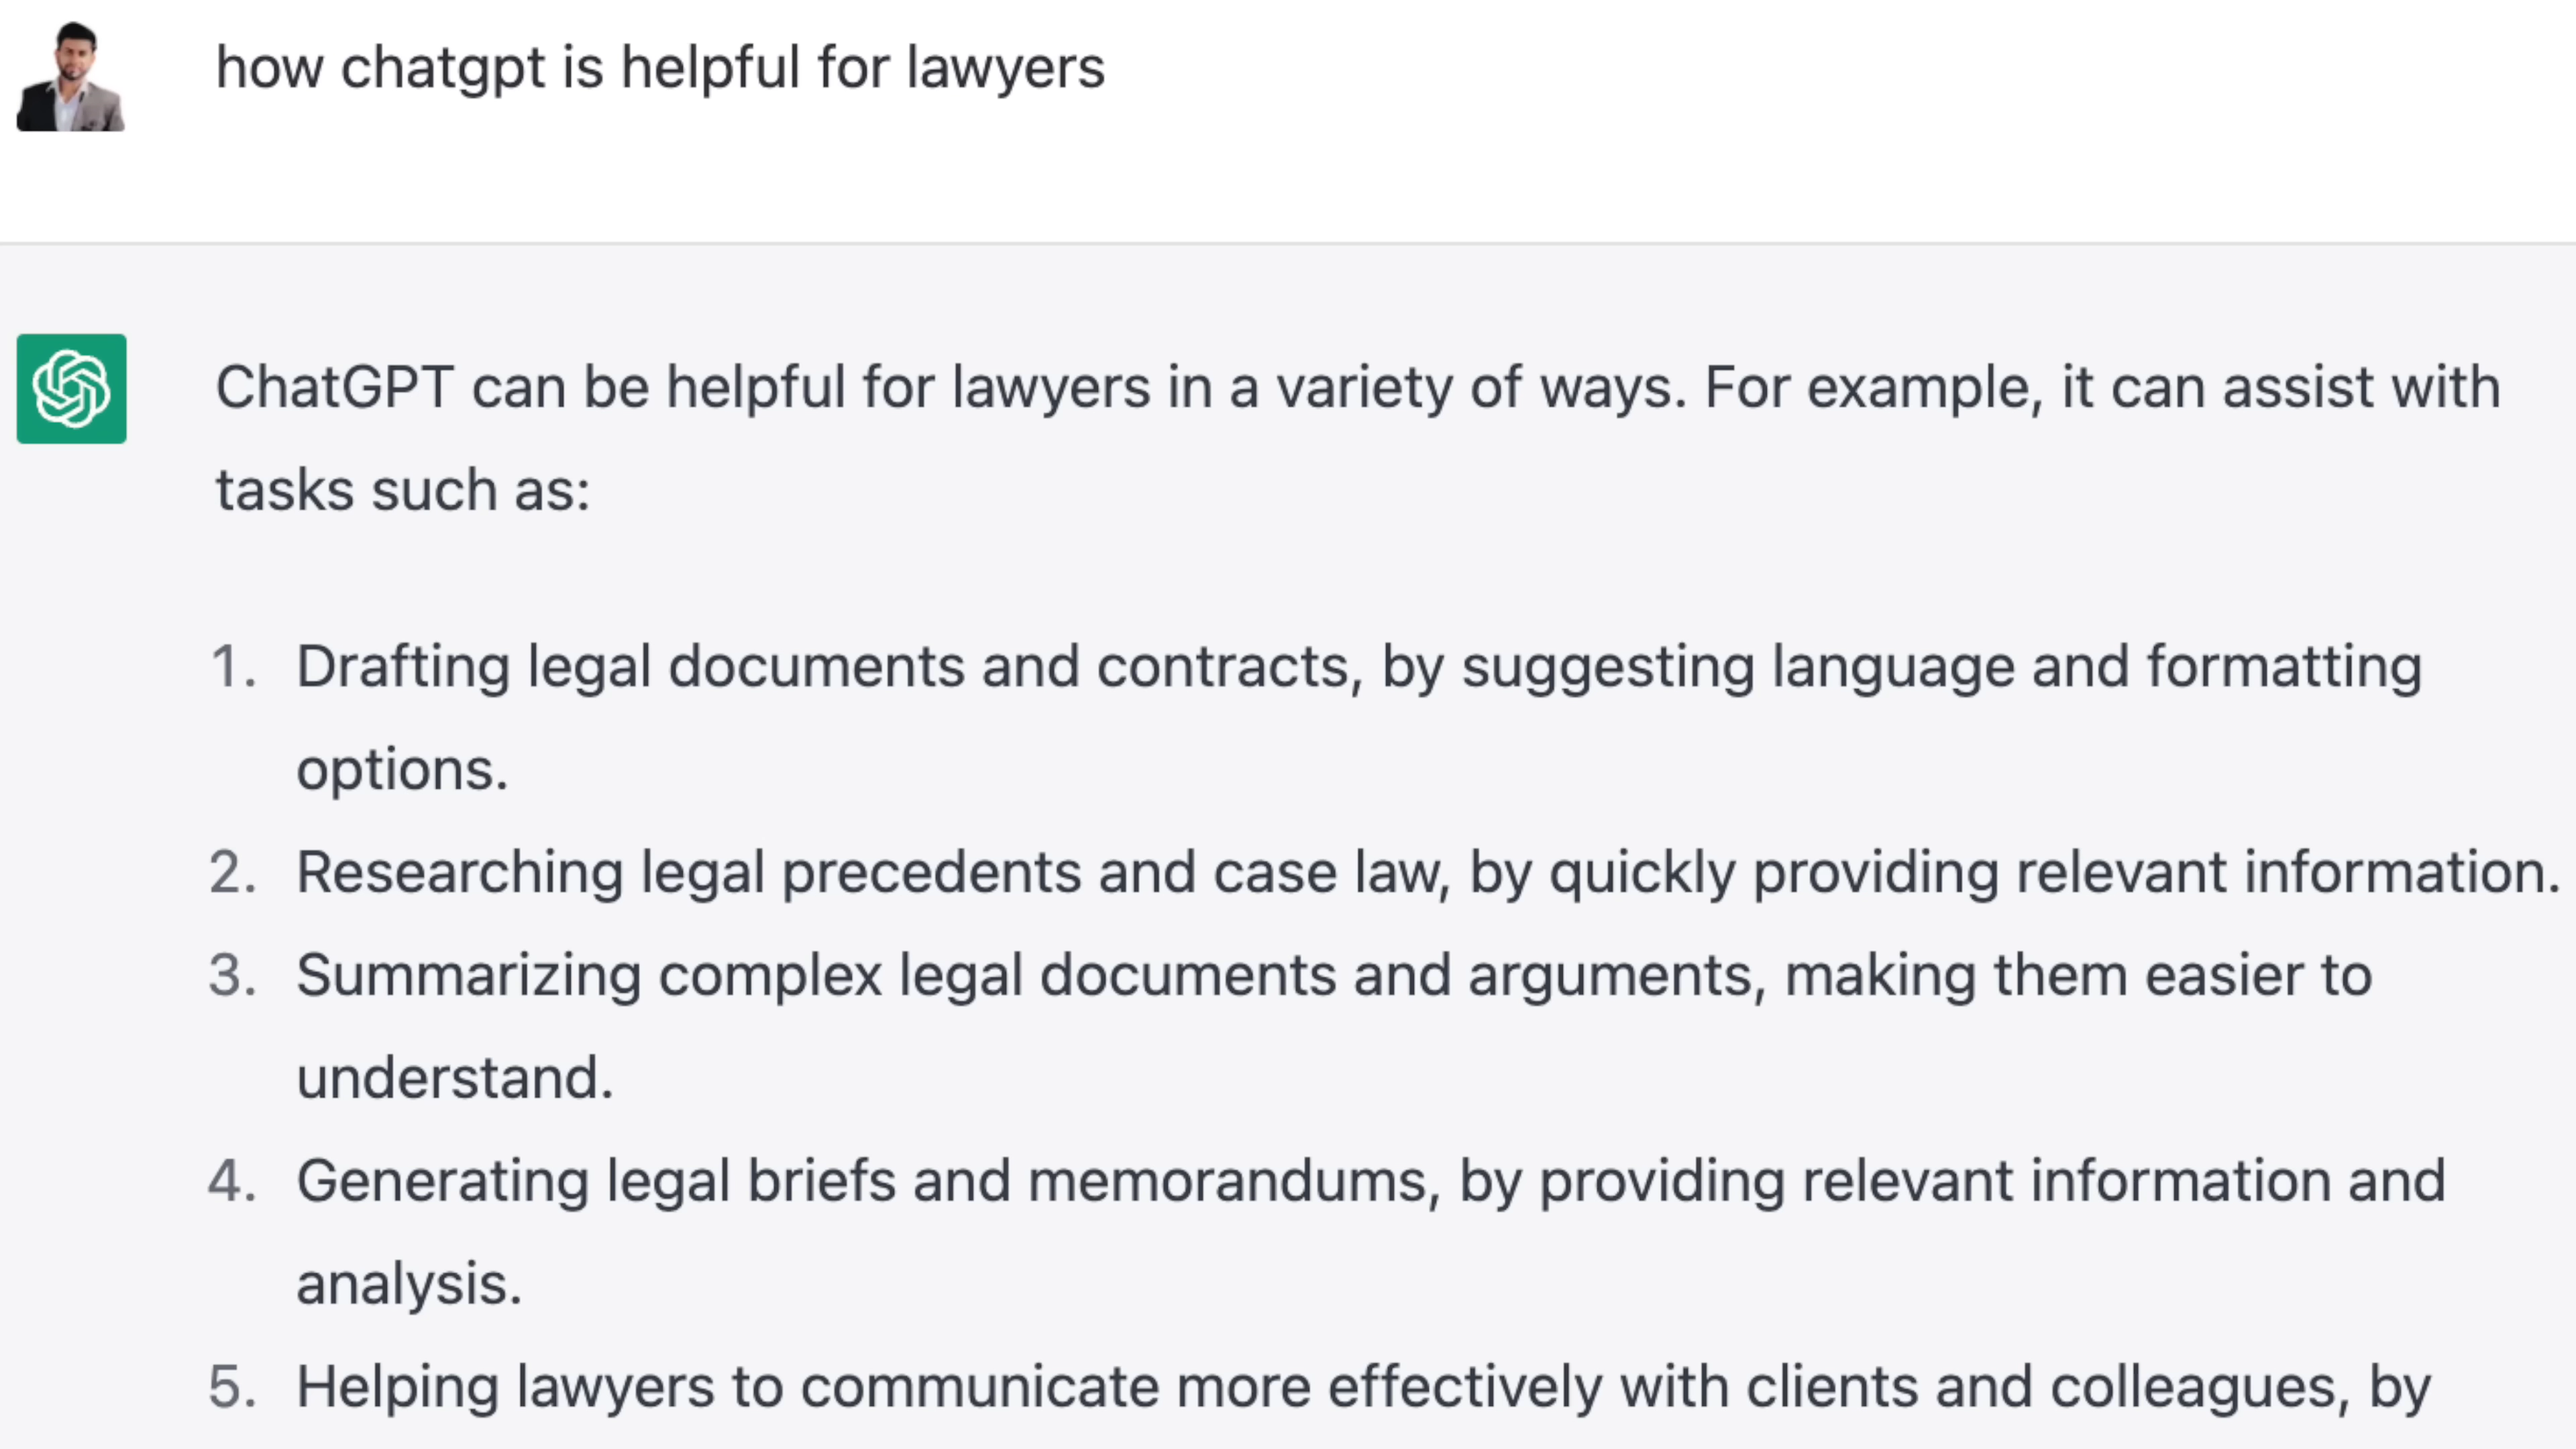 how chatgpt is helpful for lawyers
ChatGPT can be helpful for lawyers in a variety of ways. For example, it can assist with
tasks such as:
1. Drafting legal documents and contracts, by suggesting language and formatting
options.
2. Researching legal precedents and case law, by quickly providing relevant information.
3. Summarizing complex legal documents and arguments, making them easier to
understand.
4. Generating legal briefs and memorandums, by providing relevant information and
analysis.
5. Helping lawyers to communicate more effectively with clients and colleagues, by